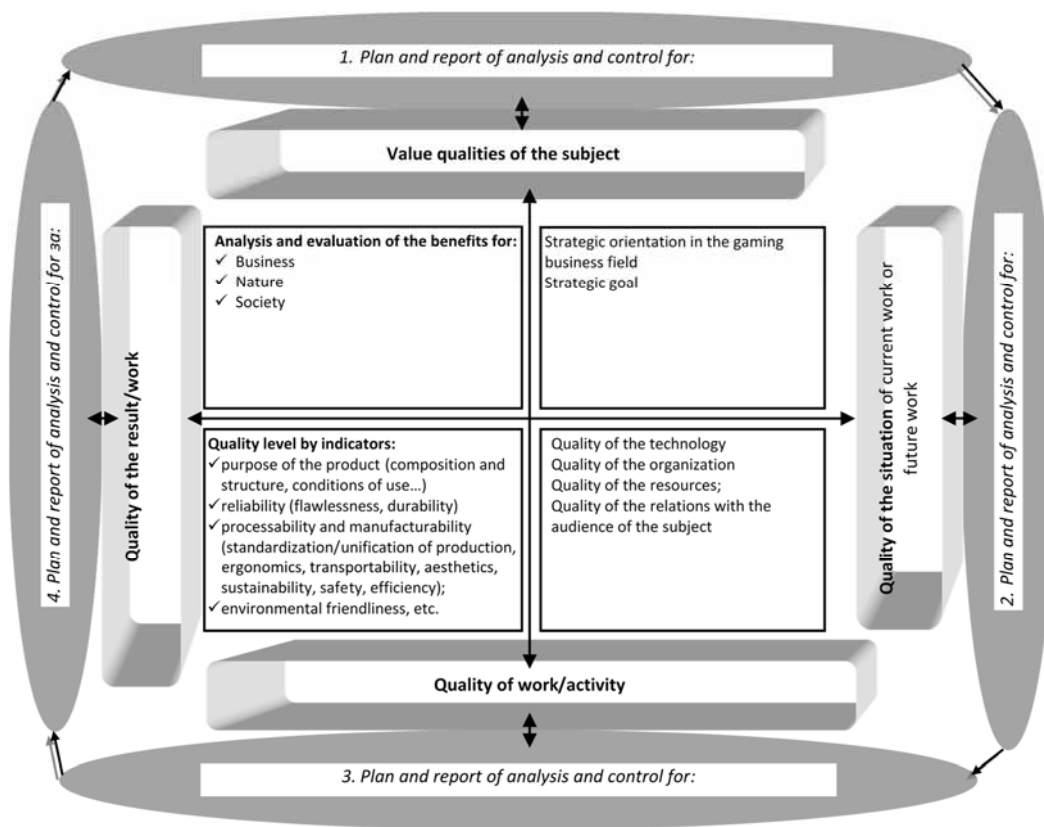 1. Plan and report of analysis and control for:
Value qualities of the subject
4. Plan and report of analysis and control for за:
Quality of the result/work
Analysis and evaluation of the benefits for:
✓ Business
✓ Nature
✓ Society
Strategic orientation in the gaming
business field
Strategic goal
Quality of the situation of current work or
future work
2. Plan and report of analysis and control for:
Quality level by indicators:
✓purpose of the product (composition and
structure, conditions of use...)
✓reliability (flawlessness, durability)
✓processability and manufacturability
(standardization/unification of production,
ergonomics, transportability, aesthetics,
sustainability, safety, efficiency);
✓environmental friendliness, etc.
Quality of the technology
Quality of the organization
Quality of the resources;
Quality of the relations with the
audience of the subject
Quality of work/activity
3. Plan and report of analysis and control for: